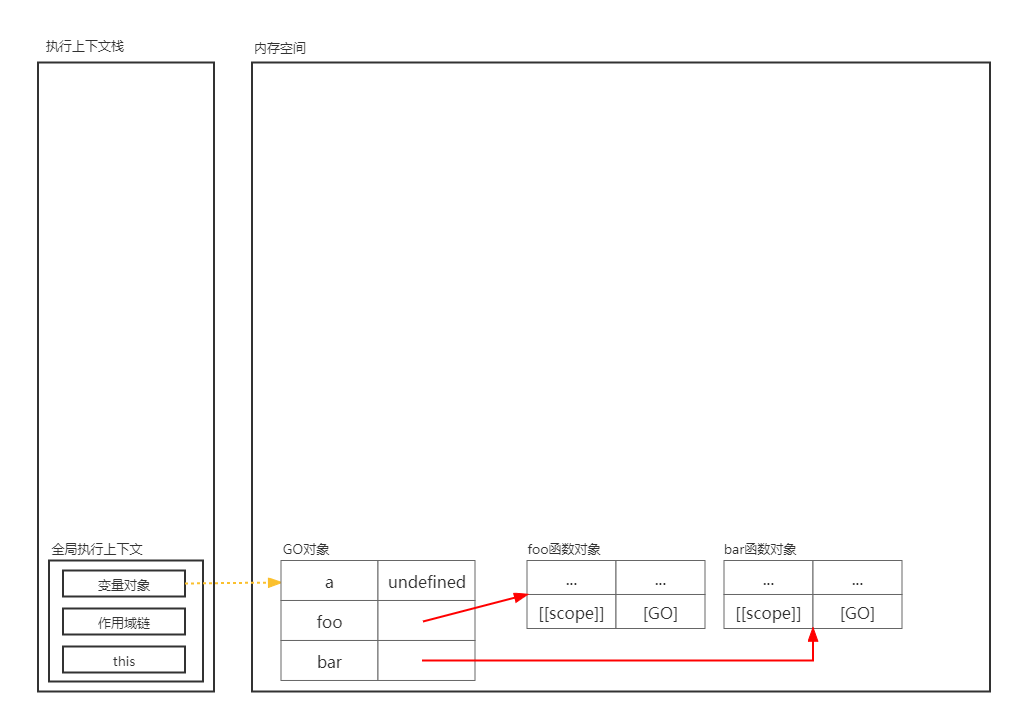 执行上下文栈
内存空间
全局执行上下文
变量对象
作用域链
this
GO对象
a undefined
foo
bar
foo函数对象
... ...
[[scope]] [GO]
bar函数对象
... ...
[[scope]] [GO]